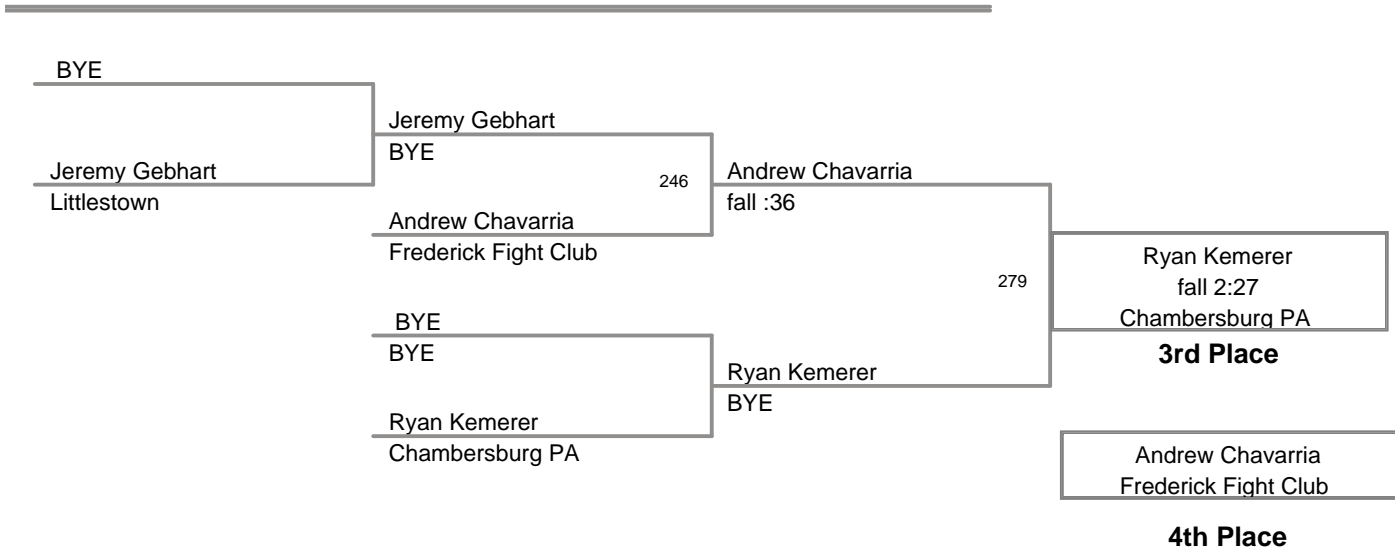 BYE
Jeremy Gebhart
BYE
Jeremy Gebhart
Littlestown
246
Andrew Chavarria
fall :36
Andrew Chavarria
Frederick Fight Club
279
Ryan Kemerer
fall 2:27
Chambersburg PA
3rd Place
BYE
BYE
Ryan Kemerer
BYE
Ryan Kemerer
Chambersburg PA
Andrew Chavarria
Frederick Fight Club
4th Place